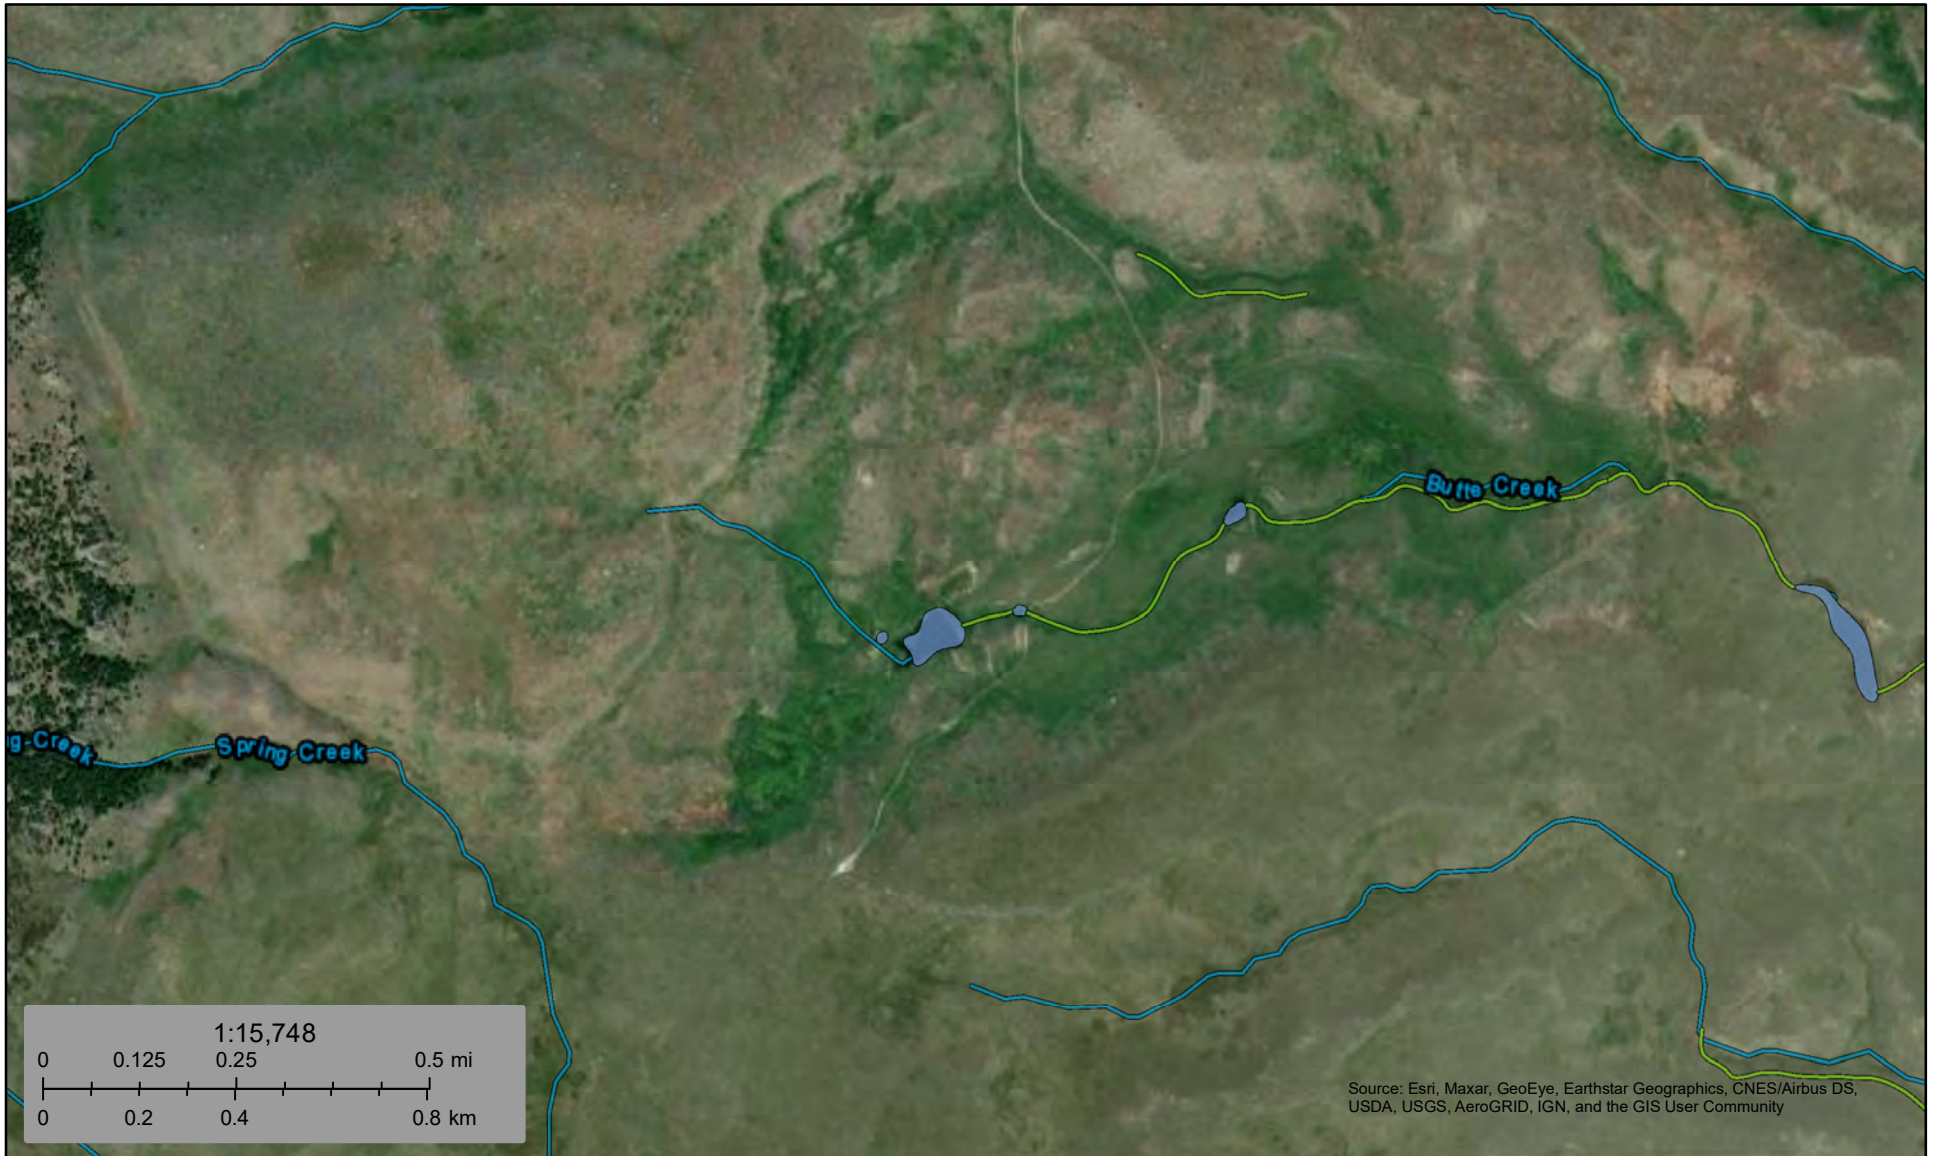 Butte Creek
g Creek
Spring Creek
1:15,748
0 0.125 0.25 0.5 mi
0 0.2 0.4 0.8 km
Source: Esri, Maxar, GeoEye, Earthstar Geographics, CNES/Airbus DS,
USDA, USGS, AeroGRID, IGN, and the GIS User Community